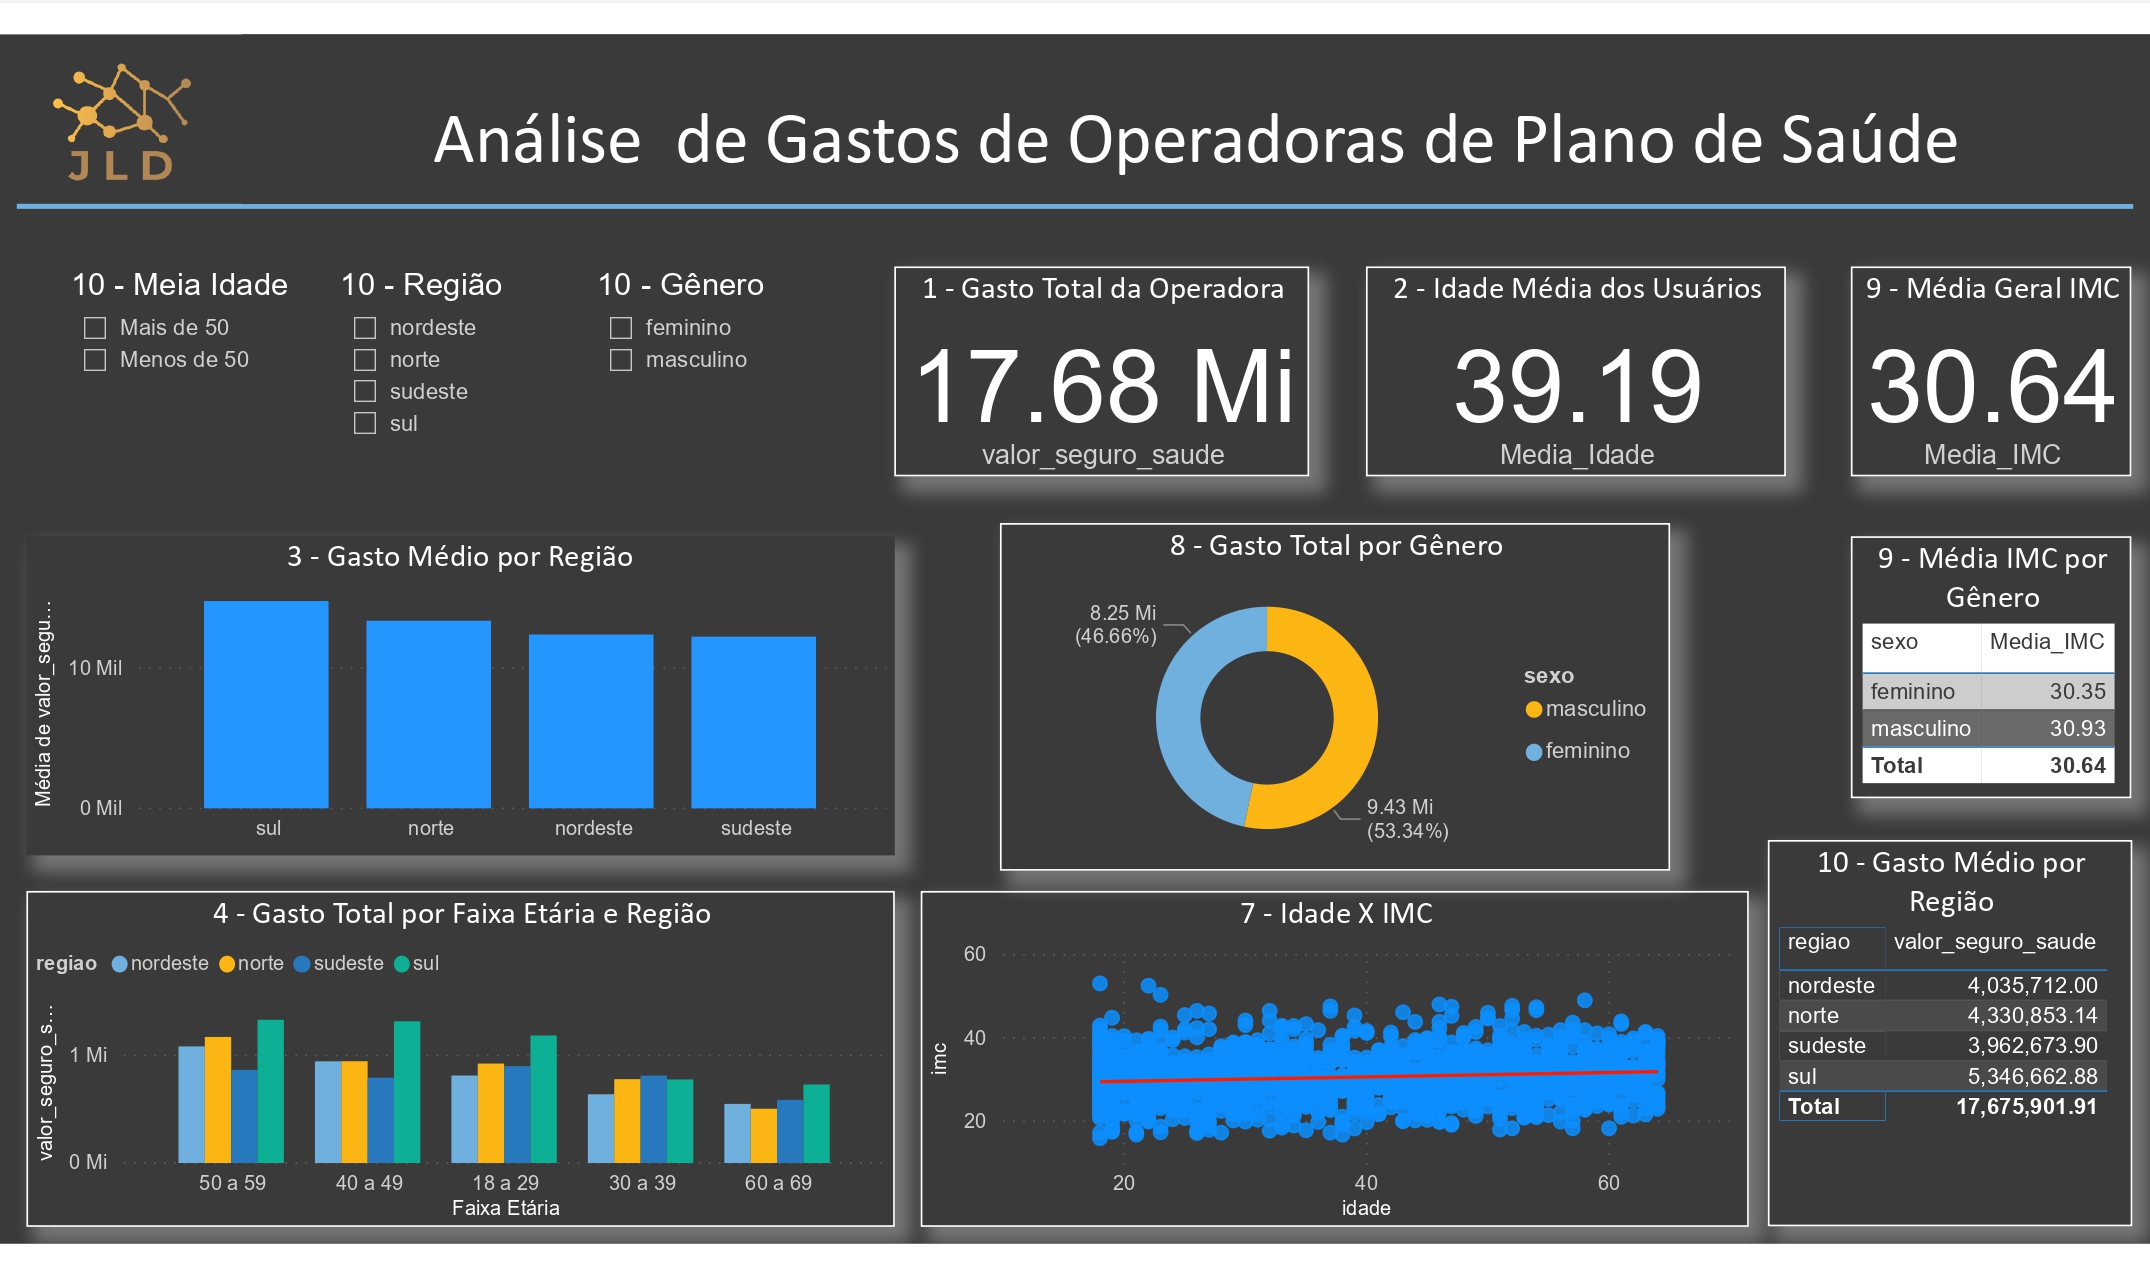 JLD
Análise  de Gastos de Operadoras de Plano de Saúde
10 - Meia Idade
Mais de 50
Menos de 50
10 - Região
nordeste
norte
sudeste
sul
10 - Gênero
feminino
masculino
1 - Gasto Total da Operadora
17.68 Mi
valor_seguro_saude
2 - Idade Média dos Usuários
39.19
Media_Idade
9 - Média Geral IMC
30.64
Media_IMC
3 - Gasto Médio por Região
Média de valor_segu...
10 Mil
0 Mil
sul
norte
nordeste
sudeste
8 - Gasto Total por Gênero
8.25 Mi
(46.66%)
9.43 Mi
(53.34%)
sexo
masculino
feminino
9 - Média IMC por
Gênero
sexo Media_IMC
feminino 30.35
masculino 30.93
Total 30.64
4 - Gasto Total por Faixa Etária e Região
regiao nordeste norte sudeste sul
valor_seguro_s...
1 Mi
0 Mi
50 a 59
40 a 49
18 a 29
30 a 39
60 a 69
Faixa Etária
7 - Idade X IMC
imc
60
40
20
20
40
60
idade
10 - Gasto Médio por
Região
regiao valor_seguro_saude
nordeste 4,035,712.00
norte 4,330,853.14
sudeste 3,962,673.90
sul 5,346,662.88
Total 17,675,901.91